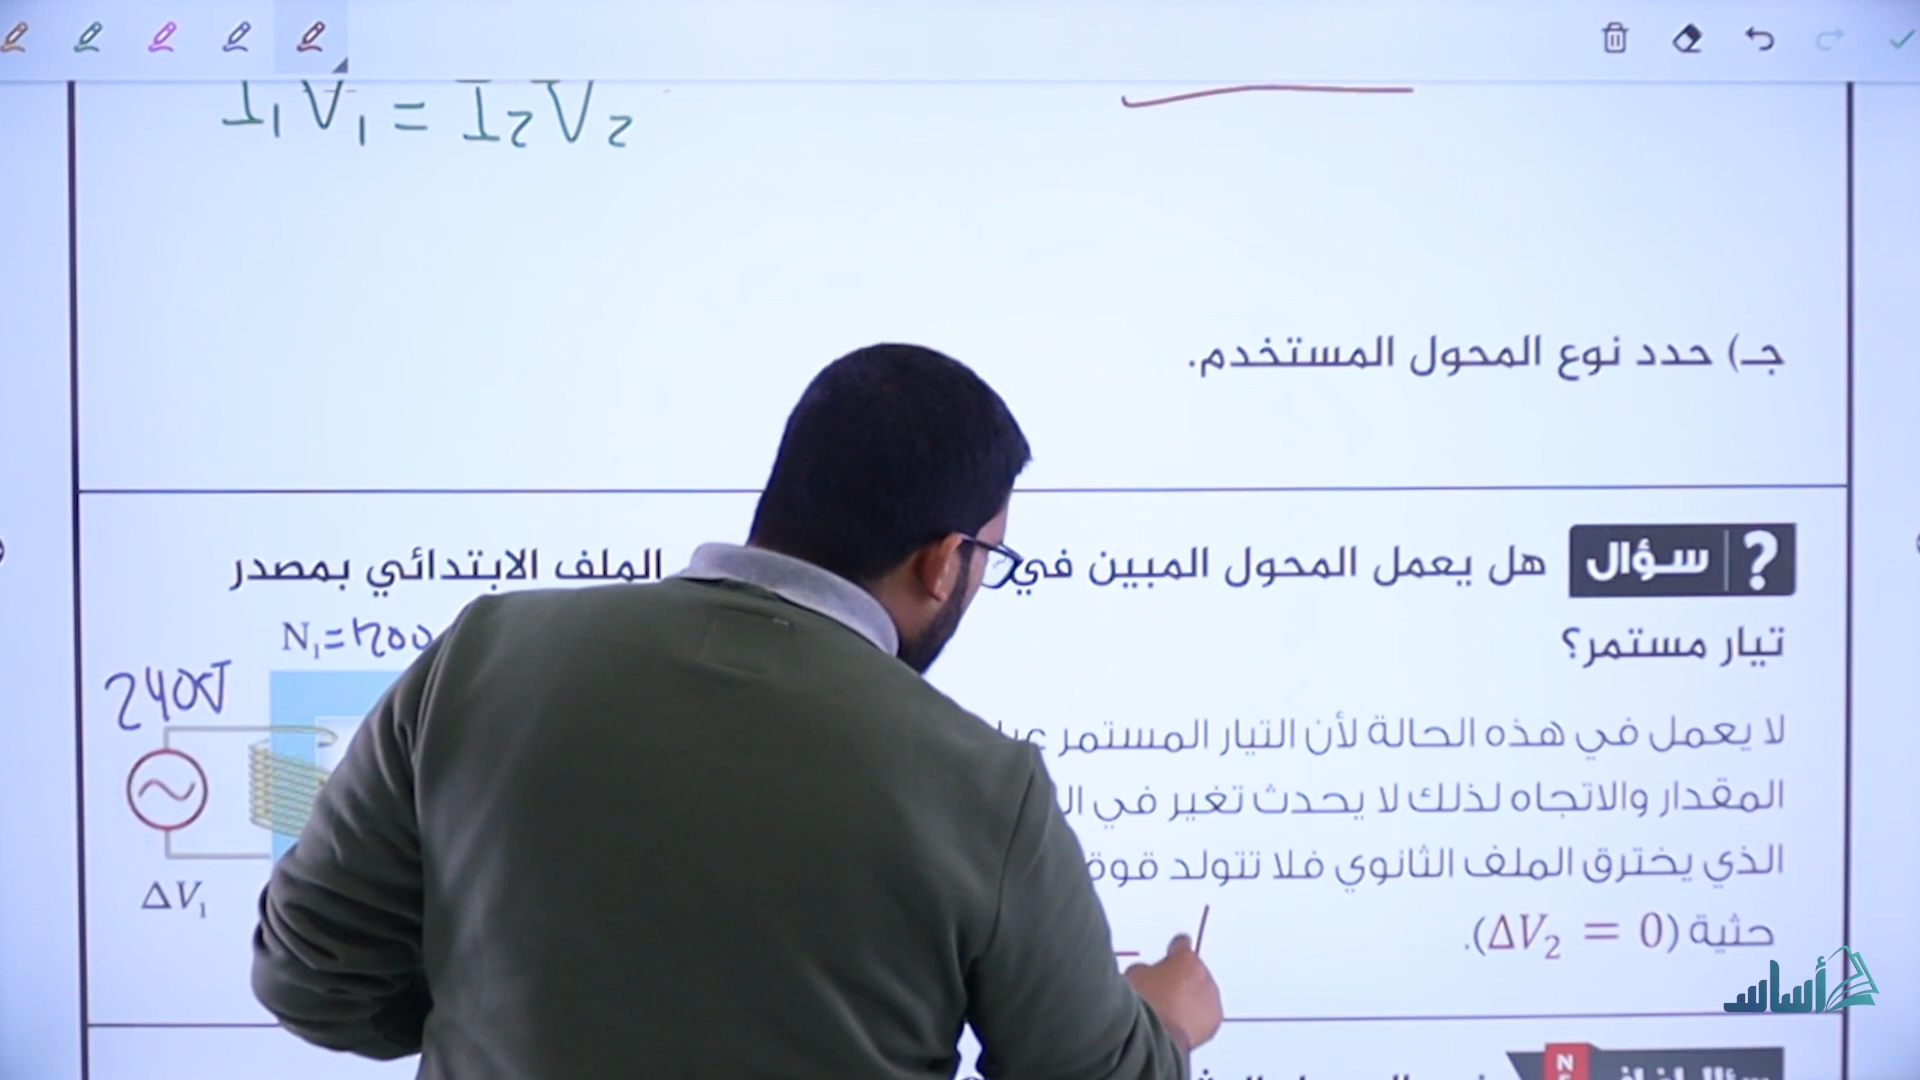 I₁V₁ = I₂V₂
جـ) حدد نوع المحول المستخدم.
? سؤال هل يعمل المحول المبين في الملف الابتدائي بمصدر
تيار مستمر؟
N₁=1200
240V
لا يعمل في هذه الحالة لأن التيار المستمر
المقدار والاتجاه لذلك لا يحدث تغير في
الذي يخترق الملف الثانوي فلا تتولد قوة
حثية (ΔV₂ = 0).
ΔV₁
أساس